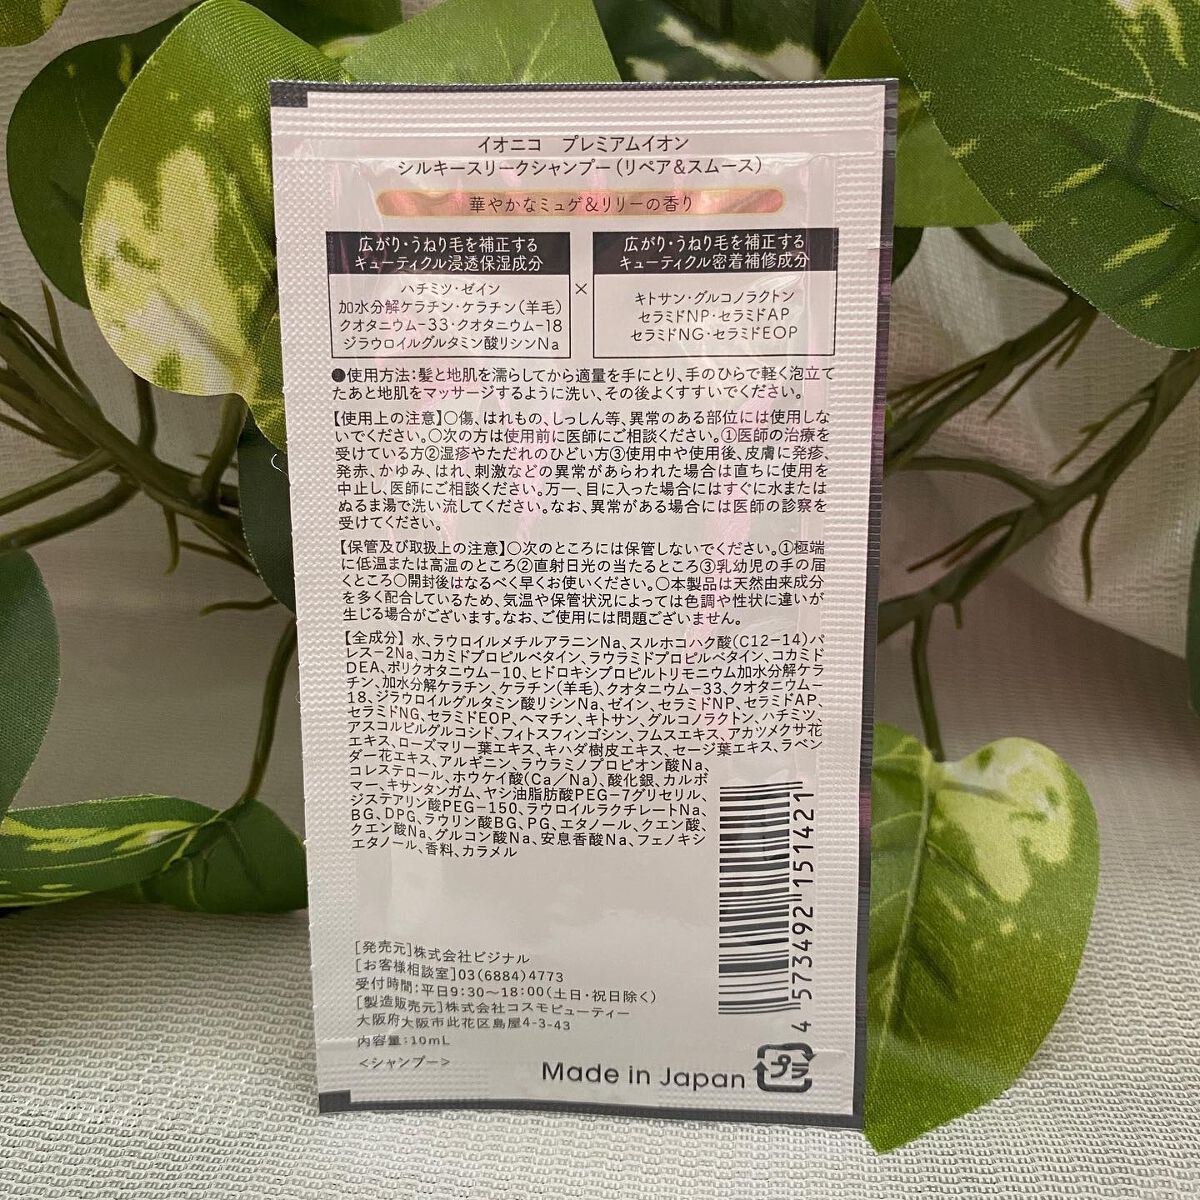 イオニコ　プレミアムイオン
シルキースリークシャンプー(リペア&スムース)
華やかなミュゲ&リリーの香り
広がり・うねり毛を補正する
キューティクル浸透保湿成分
ハチミツ・ゼイン
加水分解ケラチン・ケラチン(羊毛)
クオタニウム-33・クオタニウム-18
ジラウロイルグルタミン酸リシンNa
×
広がり・うねり毛を補正する
キューティクル密着補修成分
キトサン・グルコノラクトン
セラミドNP・セラミドAP
セラミドNG・セラミドEOP
●使用方法:髪と地肌を濡らしてから適量を手にとり、手のひらで軽く泡立て
たあと地肌をマッサージするように洗い、その後よくすすいでください。
【使用上の注意】○傷、はれもの、しっしん等、異常のある部位には使用しな
いでください。○次の方は使用前に医師にご相談ください。①医師の治療を
受けている方②湿疹やただれのひどい方③使用中や使用後、皮膚に発疹、
発赤、かゆみ、はれ、刺激などの異常があらわれた場合は直ちに使用を
中止し、医師にご相談ください。万一、目に入った場合にはすぐに水または
ぬるま湯で洗い流してください。なお、異常がある場合には医師の診察を
受けてください。
【保管及び取扱上の注意】○次のところには保管しないでください。①極端
に低温または高温のところ②直射日光の当たるところ③乳幼児の手の届
くところ○開封後はなるべく早くお使いください。○本製品は天然由来成分
を多く配合しているため、気温や保管状況によっては色調や性状に違いが
生じる場合がございます。なお、ご使用には問題ございません。
【全成分】水、ラウロイルメチルアラニンNa、スルホコハク酸(C12-14)パ
レス-2Na、コカミドプロピルベタイン、ラウラミドプロピルベタイン、コカミド
DEA、ポリクオタニウム-10、ヒドロキシプロピルトリモニウム加水分解ケラ
チン、加水分解ケラチン、ケラチン(羊毛)、クオタニウム-33、クオタニウム-
18、ジラウロイルグルタミン酸リシンNa、ゼイン、セラミドNP、セラミドAP、
セラミドNG、セラミドEOP、ヘマチン、キトサン、グルコノラクトン、ハチミツ、
アスコルビルグルコシド、フィトスフィンゴシン、フムスエキス、アカツメクサ花
エキス、ローズマリー葉エキス、キハダ樹皮エキス、セージ葉エキス、ラベン
ダー花エキス、アルギニン、ラウラミノプロピオン酸Na、
コレステロール、ホウケイ酸(Ca/Na)、酸化銀、カルボ
マー、キサンタンガム、ヤシ油脂肪酸PEG-7グリセリル、
ジステアリン酸PEG-150、ラウロイルラクチレートNa、
BG、DPG、ラウリン酸BG、PG、エタノール、クエン酸、
クエン酸Na、グルコン酸Na、安息香酸Na、フェノキシ
エタノール、香料、カラメル
[発売元]株式会社ビジナル
[お客様相談室]03(6884)4773
受付時間:平日9:30〜18:00(土日・祝日除く)
[製造販売元]株式会社コスモビューティー
大阪府大阪市此花区島屋4-3-43
内容量:10mL
<シャンプー>
4573492151421
Made in Japan
プラ